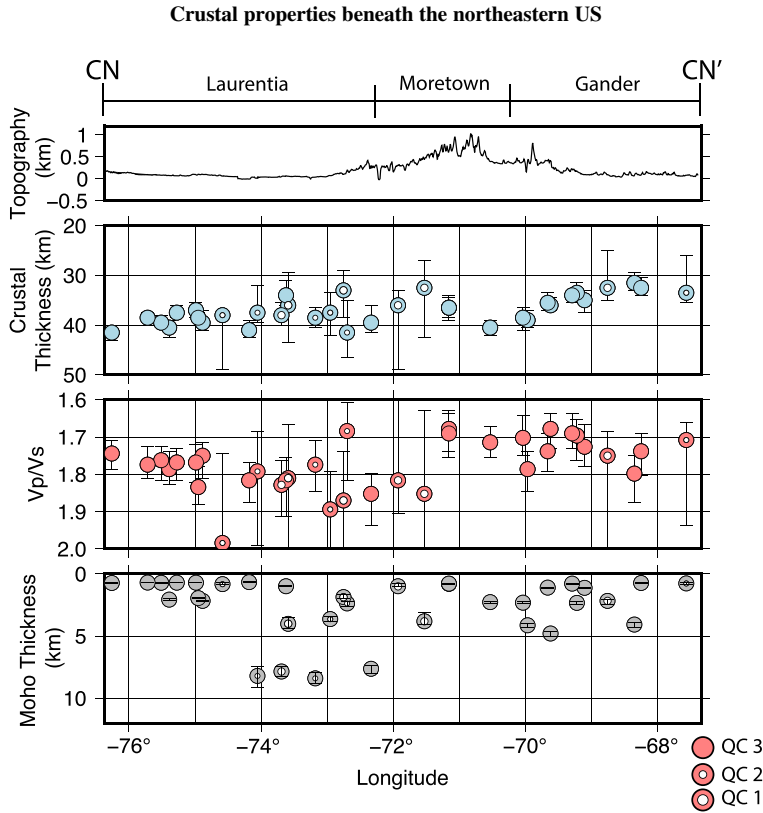 Crustal properties beneath the northeastern US
CN
CN’
Laurentia
Moretown
Gander
Topography
(km)
1
0.5
0
−0.5
Crustal
Thickness (km)
20
30
40
50
Vp/Vs
1.6
1.7
1.8
1.9
2.0
Moho Thickness
(km)
0
5
10
−76°
−74°
−72°
−70°
−68°
Longitude
QC 3
QC 2
QC 1